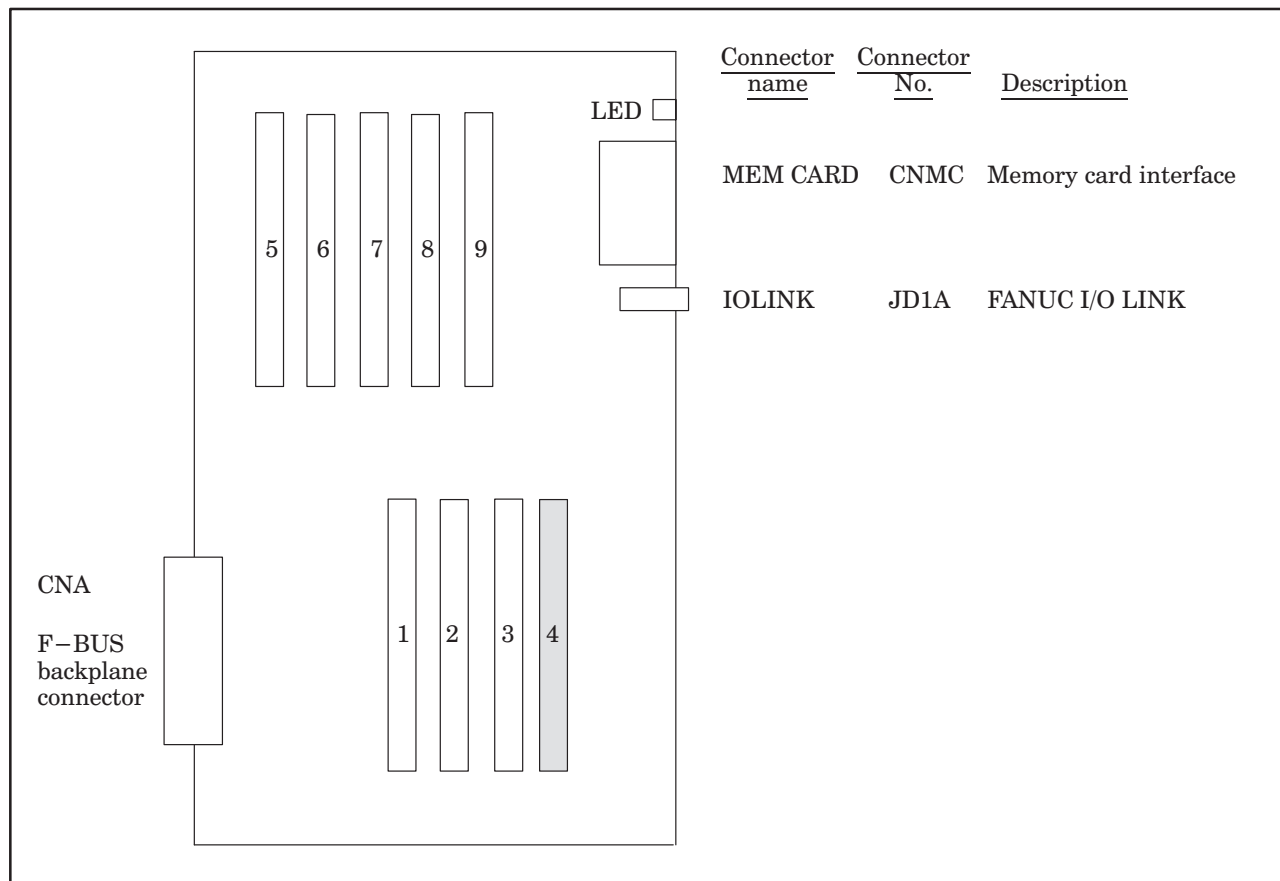 Connector name
Connector No.
Description
LED
MEM CARD CNMC Memory card interface
5 6 7 8 9
IOLINK JD1A FANUC I/O LINK
CNA
F−BUS
backplane
connector
1 2 3 4